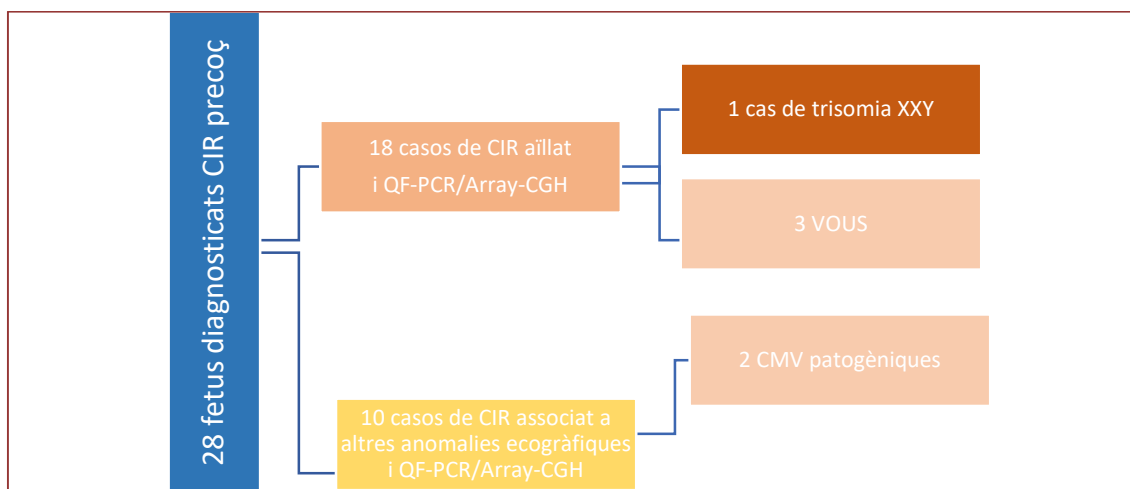 28 fetus diagnosticats CIR precoç
18 casos de CIR aïllat
i QF-PCR/Array-CGH
1 cas de trisomia XXY
3 VOUS
10 casos de CIR associat a
altres anomalies ecogràfiques
i QF-PCR/Array-CGH
2 CMV patogèniques